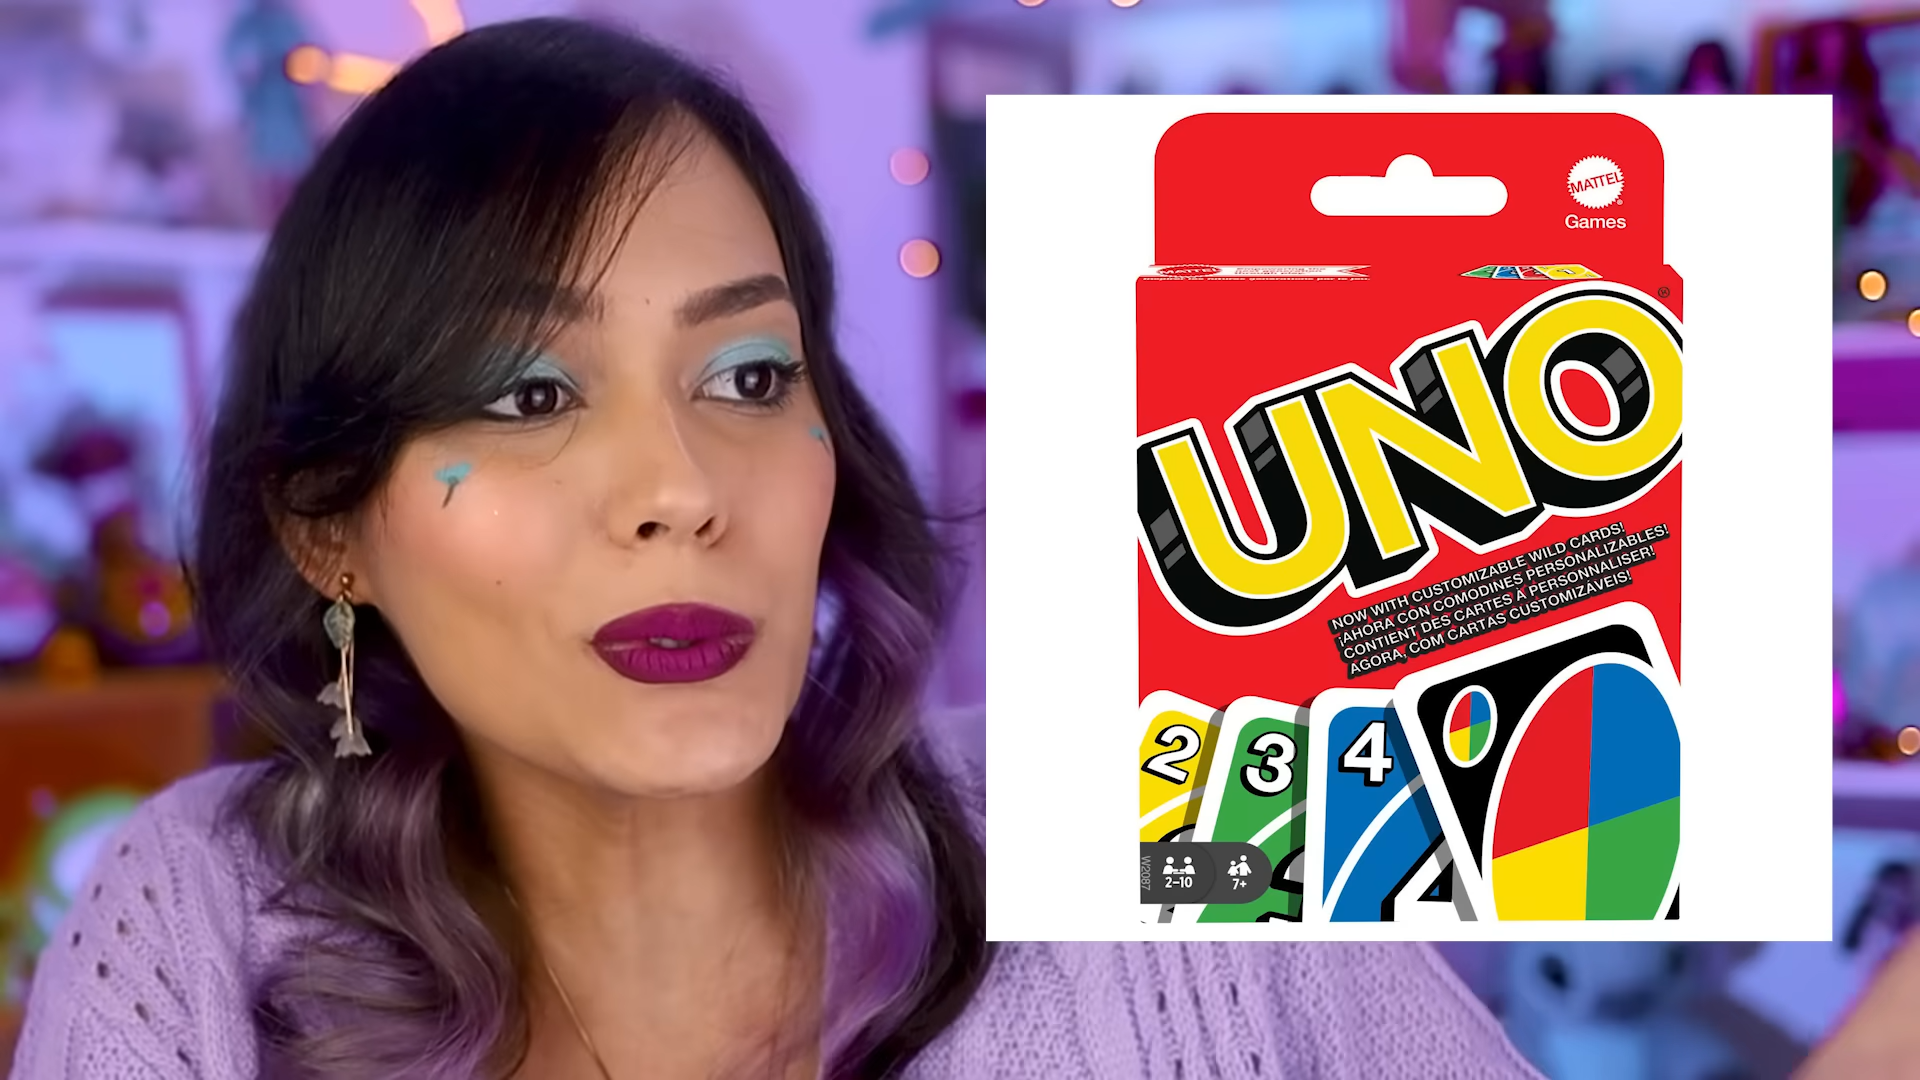 MATTEL
Games
MATTEL
UNO
NOW WITH CUSTOMIZABLE WILD CARDS!
¡AHORA CON COMODINES PERSONALIZABLES!
CONTIENT DES CARTES À PERSONNALISER!
AGORA, COM CARTAS CUSTOMIZÁVEIS!
2
3
4
W2087
2–10
7+